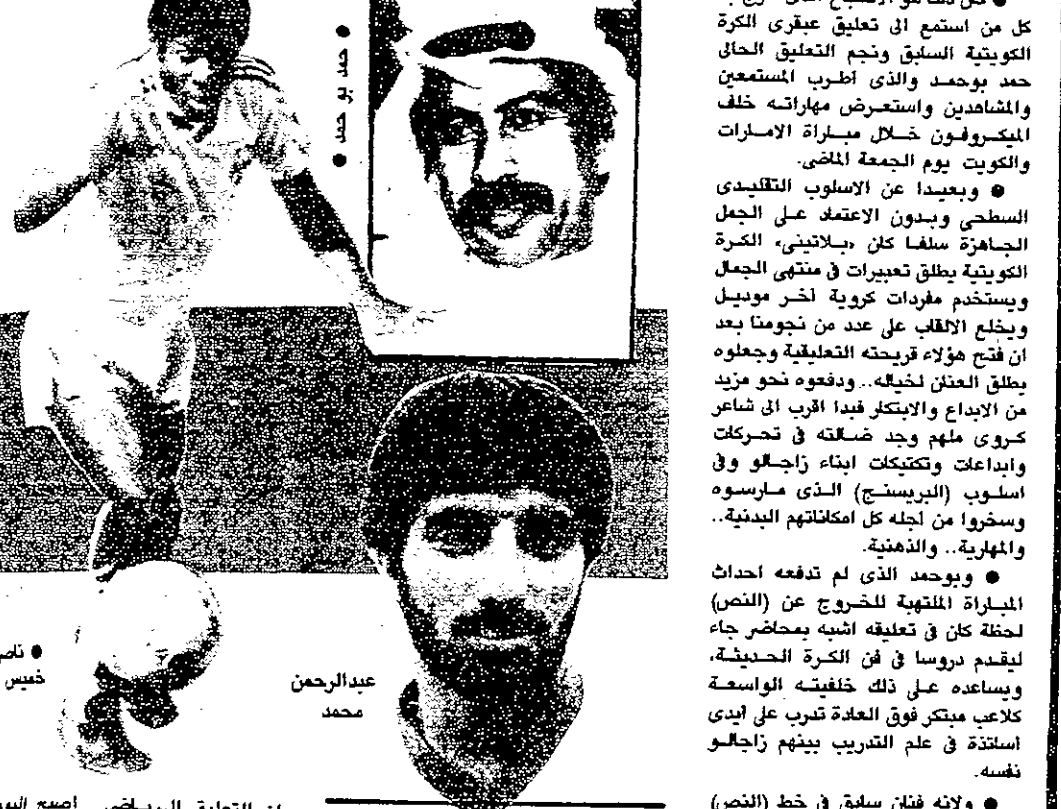 كل من استمع الى تعليق عبقرى الكرة
الكويتية السابق ونجم التعليق الحالى
حمد بوحمد والذى اطرب المستمعين
والمشاهدين واستعرض مهاراته خلف
الميكروفون خلال مباراة الامارات
والكويت يوم الجمعة الماضى.
● وبعيدا عن الاسلوب التقليدى
السطحى وبدون الاعتماد على الجمل
الجاهزة سلفا كان «بلاتينى» الكرة
الكويتية يطلق تعبيرات فى منتهى الجمال
ويستخدم مفردات كروية اخر موديل
ويخلع الالقاب على عدد من نجومنا بعد
ان فتح هؤلاء قريحته التعليقية وجعلوه
يطلق العنان لخياله.. ودفعوه نحو مزيد
من الابداع والابتكار فبدا اقرب الى شاعر
كروى ملهم وجد ضالته فى تحركات
وابداعات وتكتيكات ابناء زاجالو وفى
اسلوب (البريسنج) الذى مارسوه
وسخروا من اجله كل امكاناتهم البدنية..
والمهارية.. والذهنية.
● وبوحمد الذى لم تدفعه احداث
المباراة الملتهبة للخروج عن (النص)
لحظة كان فى تعليقه اشبه بمحاضر جاء
ليقدم دروسا فى فن الكرة الحديثة،
ويساعده على ذلك خلفيته الواسعة
كلاعب مبتكر فوق العادة تدرب على أيدى
اساتذة فى علم التدريب بينهم زاجالو
نفسه.
● ولانه فنان سابق فى خط (النص)
● حمد بو حمد ●
عبدالرحمن
محمد
● ناصر
خميس
التعليق الرياضى
اصبح اليوم